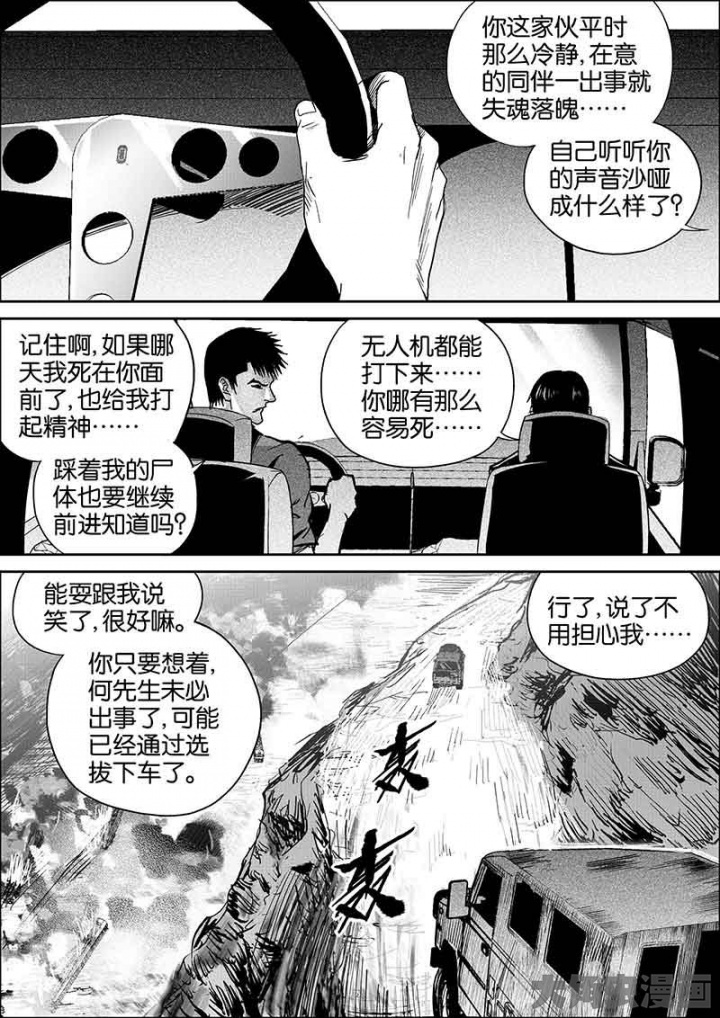 你这家伙平时
那么冷静,在意
的同伴一出事就
失魂落魄……
自己听听你
的声音沙哑
成什么样了?
记住啊,如果哪
天我死在你面
前了,也给我打
起精神……
踩着我的尸
体也要继续
前进知道吗?
无人机都能
打下来……
你哪有那么
容易死……
能耍跟我说
笑了,很好嘛。
你只要想着,
何先生未必
出事了,可能
已经通过选
拔下车了。
行了,说了不
用担心我……
轰
轰